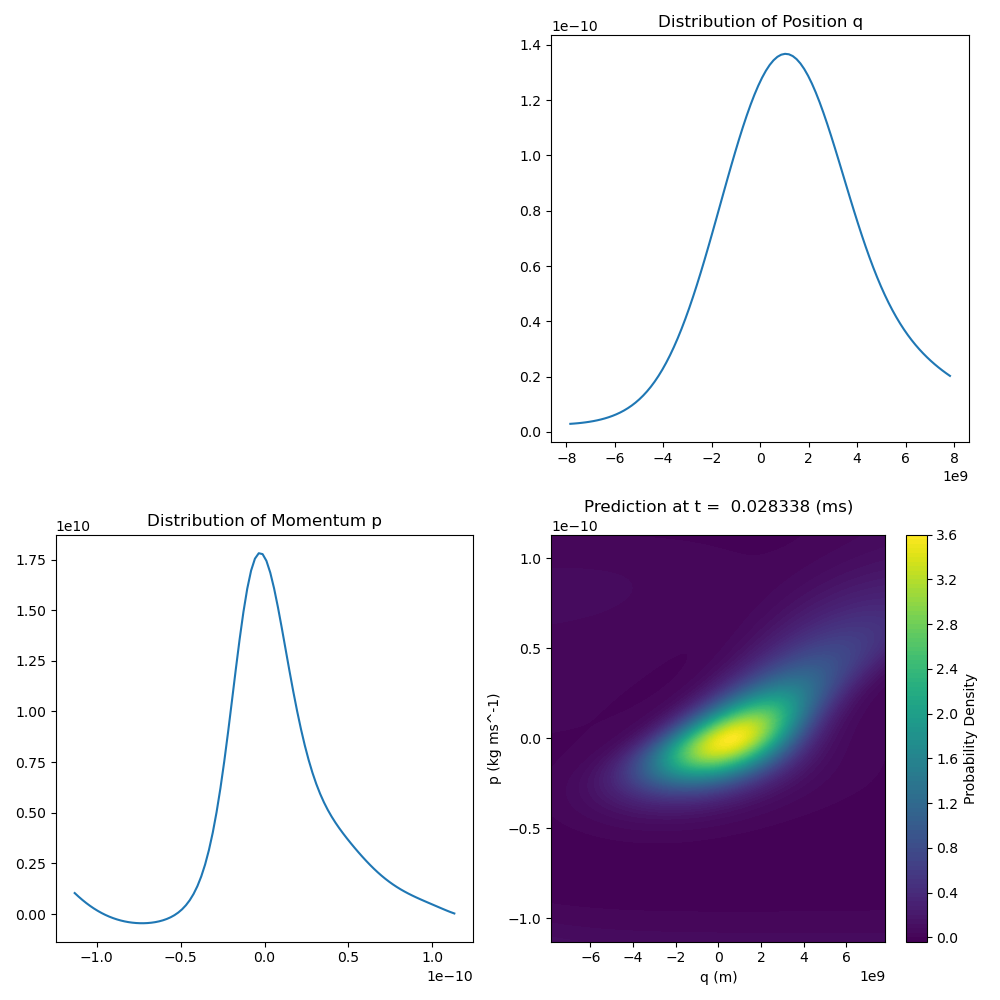 Distribution of Position q
1e−10
1.4
1.2
1.0
0.8
0.6
0.4
0.2
0.0
−8 −6 −4 −2 0 2 4 6 8
1e9
Distribution of Momentum p
1e10
1.75
1.50
1.25
1.00
0.75
0.50
0.25
0.00
−1.0 −0.5 0.0 0.5 1.0
1e−10
Prediction at t =  0.028338 (ms)
1e−10
1.0
0.5
0.0
−0.5
−1.0
p (kg ms^-1)
−6 −4 −2 0 2 4 6
1e9
q (m)
3.6
3.2
2.8
2.4
2.0
1.6
1.2
0.8
0.4
0.0
Probability Density